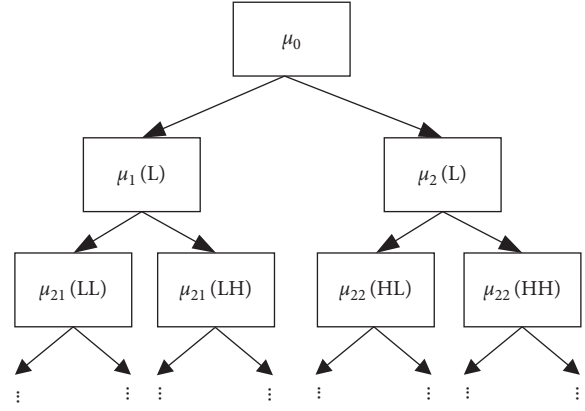 μ₀
μ₁ (L) μ₂ (L)
μ₂₁ (LL) μ₂₁ (LH) μ₂₂ (HL) μ₂₂ (HH)
⋮ ⋮ ⋮ ⋮ ⋮ ⋮ ⋮ ⋮